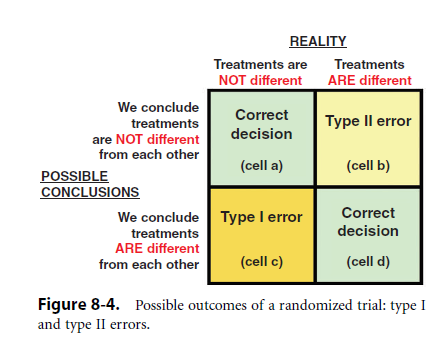 REALITY
Treatments are
NOT different
Treatments
ARE different
We conclude
treatments
are NOT different
from each other
Correct
decision
(cell a)
Type II error
(cell b)
POSSIBLE
CONCLUSIONS
We conclude
treatments
ARE different
from each other
Type I error
(cell c)
Correct
decision
(cell d)
Figure 8-4. Possible outcomes of a randomized trial: type I
and type II errors.